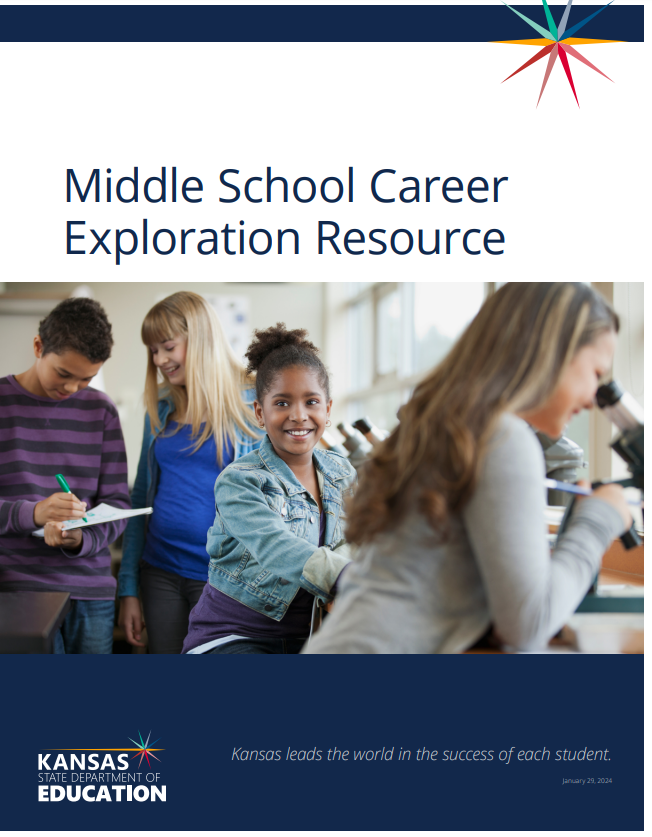 Middle School Career
Exploration Resource
KANSAS
STATE DEPARTMENT OF
EDUCATION
Kansas leads the world in the success of each student.
January 29, 2024